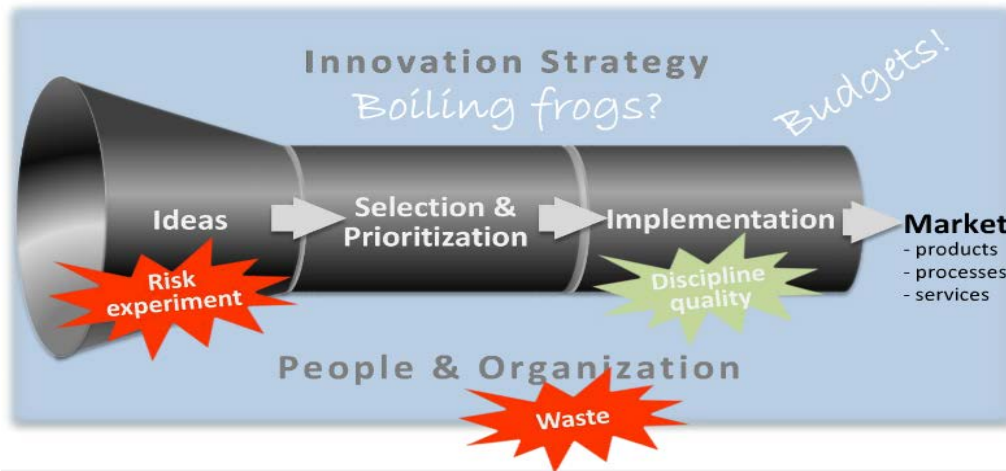 Innovation Strategy
Boiling frogs?
Budgets!
Ideas
Selection &
Prioritization
Implementation
Market
- products
- processes
- services
Risk
experiment
Discipline
quality
People & Organization
Waste